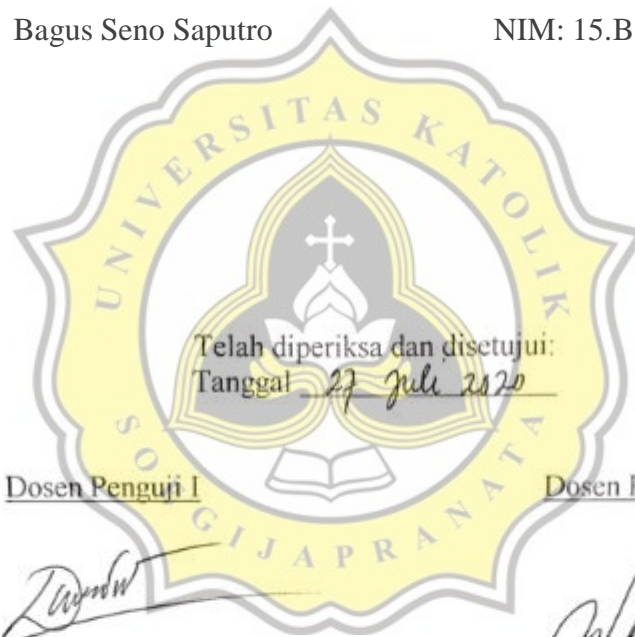 Bagus Seno Saputro NIM: 15.B
UNIVERSITAS KATOLIK
SOEGIJAPRANATA
Telah diperiksa dan disetujui:
Tanggal 27 Juli 2020
Dosen Penguji I Dosen P